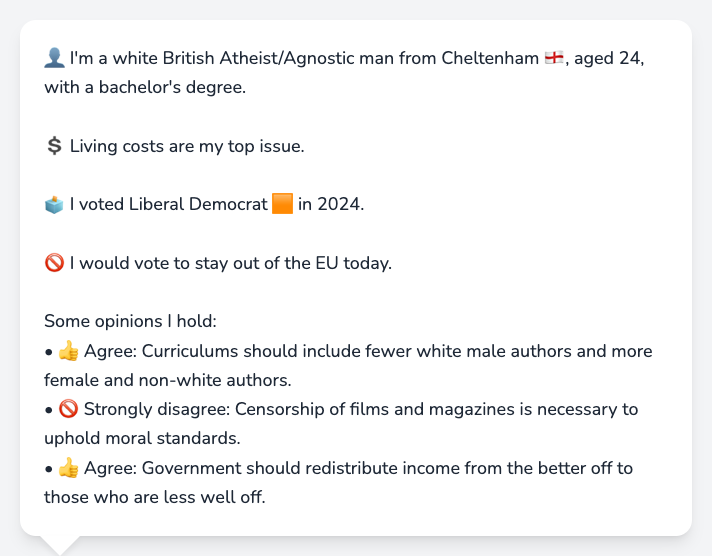 👤 I'm a white British Atheist/Agnostic man from Cheltenham 🏴󠁧󠁢󠁥󠁮󠁧󠁿, aged 24,
with a bachelor's degree.
💲 Living costs are my top issue.
🗳️ I voted Liberal Democrat 🟧 in 2024.
🚫 I would vote to stay out of the EU today.
Some opinions I hold:
• 👍 Agree: Curriculums should include fewer white male authors and more
female and non-white authors.
• 🚫 Strongly disagree: Censorship of films and magazines is necessary to
uphold moral standards.
• 👍 Agree: Government should redistribute income from the better off to
those who are less well off.